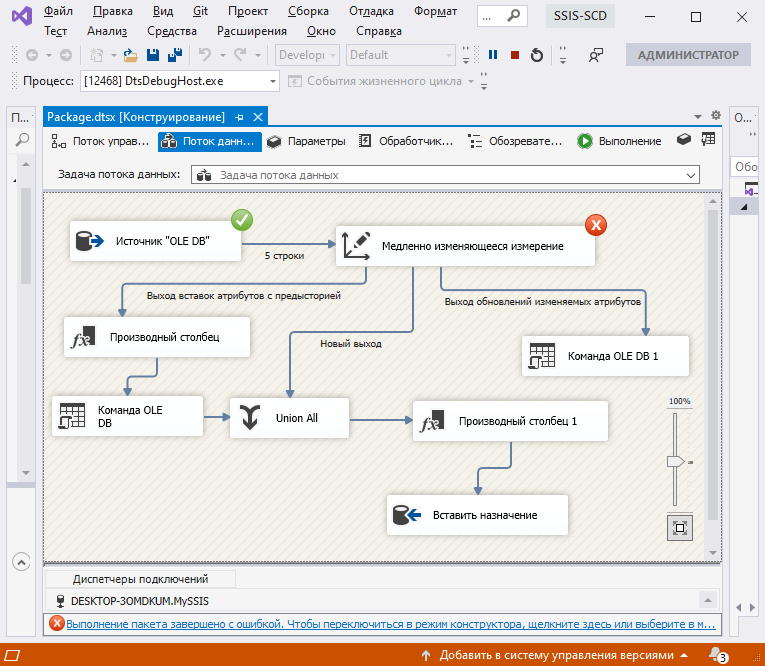 Файл Правка Вид Git Проект Сборка Отладка Формат ... SSIS-SCD
Тест Анализ Средства Расширения Окно Справка
Develop Default АДМИНИСТРАТОР
Процесс: [12468] DtsDebugHost.exe События жизненного цикла
П... Package.dtsx [Конструирование] О...
Поток управ... Поток данн... Параметры Обработчик... Обозревате... Выполнение
Обо
Задача потока данных: Задача потока данных
Источник "OLE DB"
Медленно изменяющееся измерение
5 строки
Выход вставок атрибутов с предысторией
Выход обновлений изменяемых атрибутов
Производный столбец
Новый выход
Команда OLE DB 1
100%
Команда OLE
DB
Union All
Производный столбец 1
Вставить назначение
Диспетчеры подключений
DESKTOP-3OMDKUM.MySSIS
Выполнение пакета завершено с ошибкой. Чтобы переключиться в режим конструктора, щелкните здесь или выберите в м...
Добавить в систему управления версиями 3